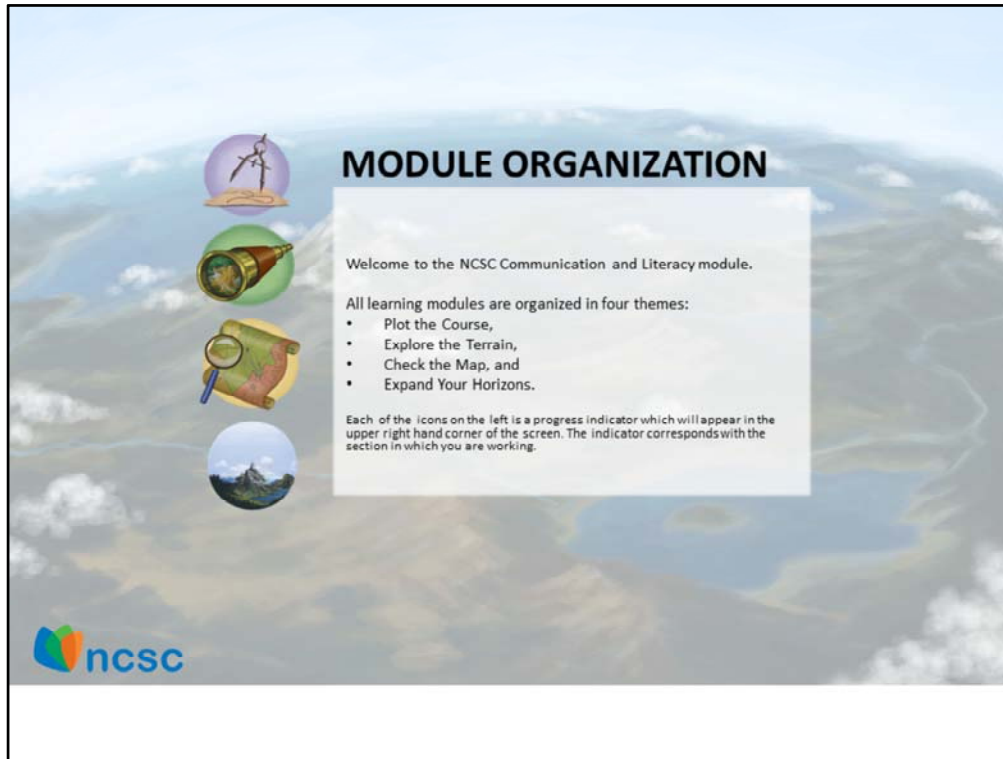 MODULE ORGANIZATION
Welcome to the NCSC Communication and Literacy module.
All learning modules are organized in four themes:
• Plot the Course,
• Explore the Terrain,
• Check the Map, and
• Expand Your Horizons.
Each of the icons on the left is a progress indicator which will appear in the
upper right hand corner of the screen. The indicator corresponds with the
section in which you are working.
ncsc